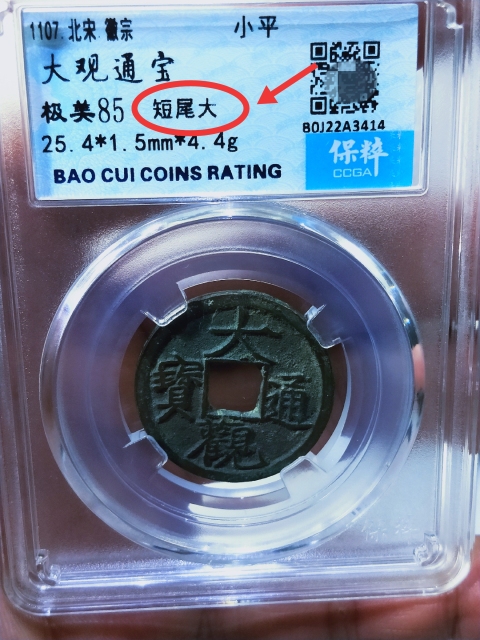 1107.北宋 徽宗 小平
大观通宝
极美85 短尾大
80J22A3414
25.4*1.5mm*4.4g
保粹
CCGA
BAO CUI COINS RATING
大
寶 通
觀